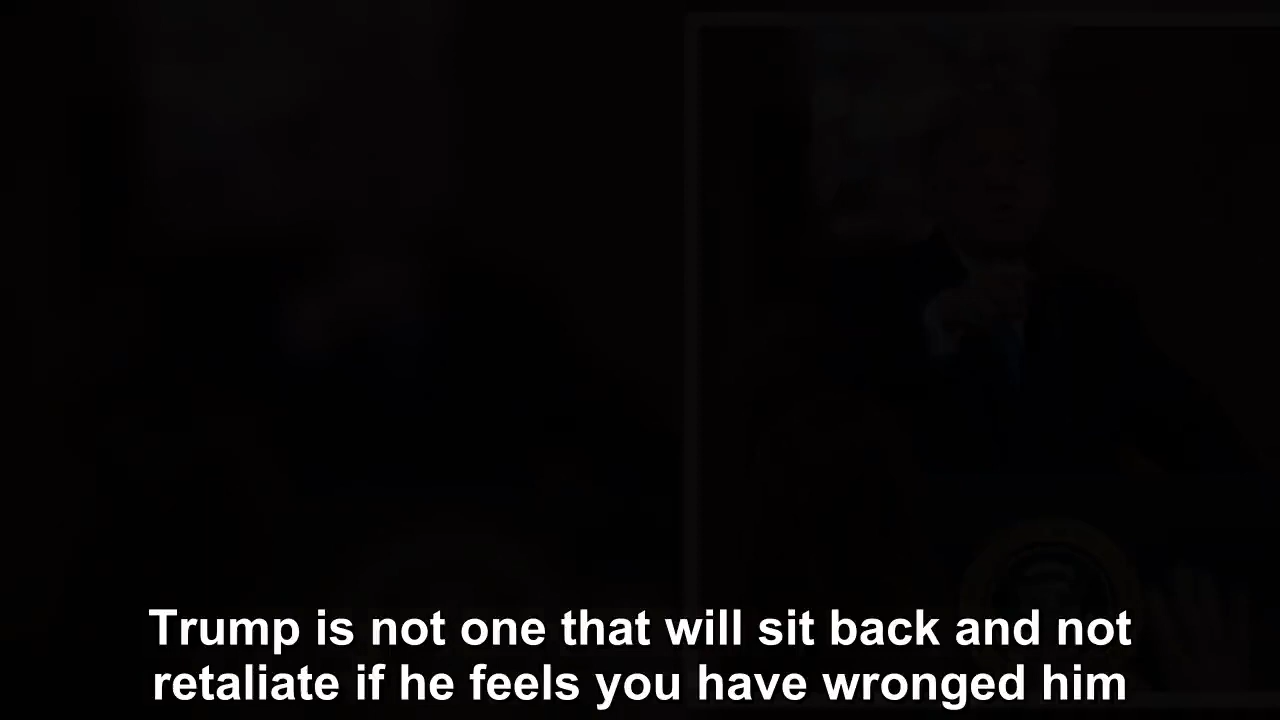 Trump is not one that will sit back and not
retaliate if he feels you have wronged him